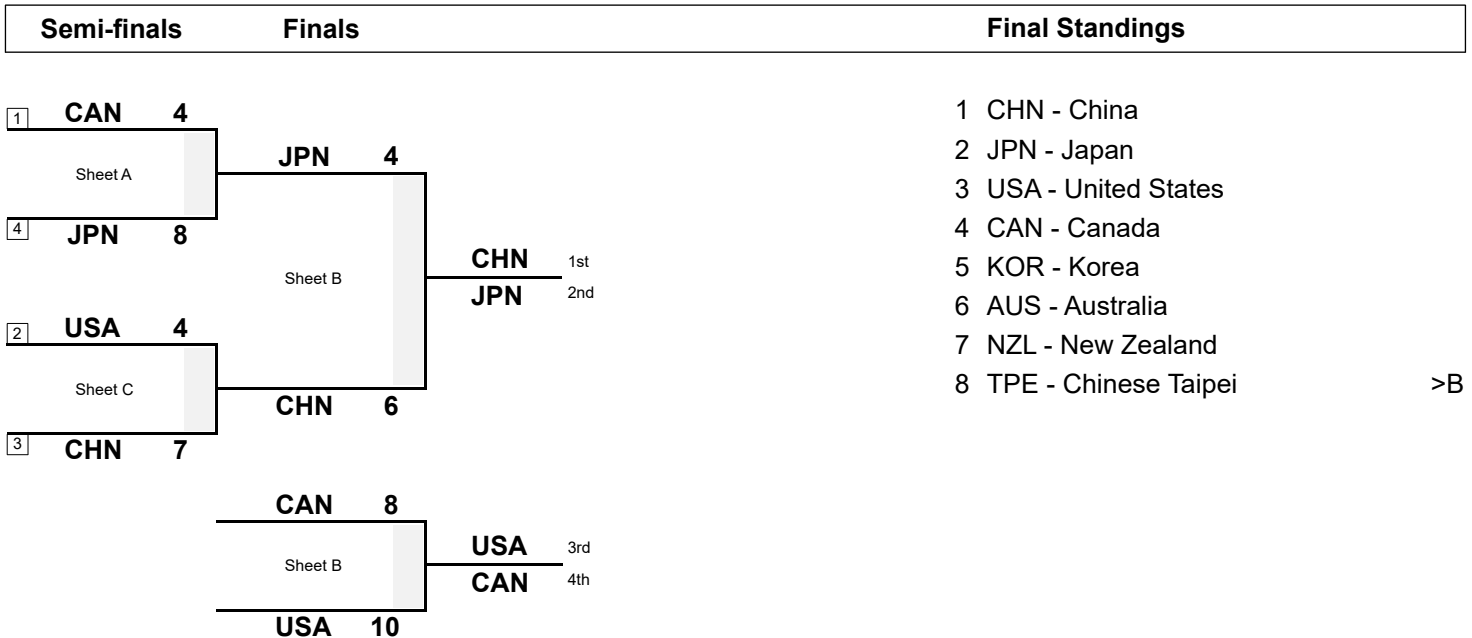 Semi-finals Finals Final Standings
1 CAN 4
Sheet A
4 JPN 8
JPN 4
Sheet B
CHN 6
2 USA 4
Sheet C
3 CHN 7
CHN 1st
JPN 2nd
CAN 8
Sheet B
USA 10
USA 3rd
CAN 4th
1 CHN - China
2 JPN - Japan
3 USA - United States
4 CAN - Canada
5 KOR - Korea
6 AUS - Australia
7 NZL - New Zealand
8 TPE - Chinese Taipei >B